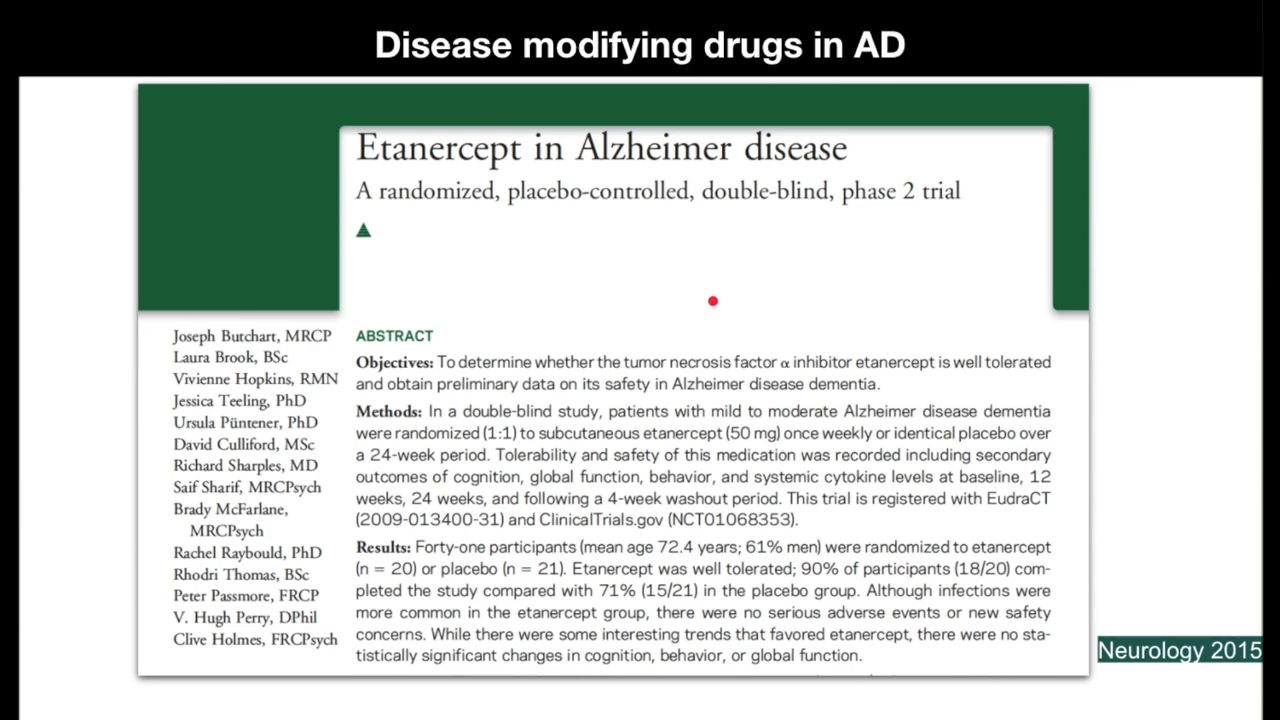 Disease modifying drugs in AD
Etanercept in Alzheimer disease
A randomized, placebo-controlled, double-blind, phase 2 trial
Joseph Butchart, MRCP
Laura Brook, BSc
Vivienne Hopkins, RMN
Jessica Teeling, PhD
Ursula Püntener, PhD
David Culliford, MSc
Richard Sharples, MD
Saif Sharif, MRCPsych
Brady McFarlane,
MRCPsych
Rachel Raybould, PhD
Rhodri Thomas, BSc
Peter Passmore, FRCP
V. Hugh Perry, DPhil
Clive Holmes, FRCPsych
ABSTRACT
Objectives: To determine whether the tumor necrosis factor α inhibitor etanercept is well tolerated
and obtain preliminary data on its safety in Alzheimer disease dementia.
Methods: In a double-blind study, patients with mild to moderate Alzheimer disease dementia
were randomized (1:1) to subcutaneous etanercept (50 mg) once weekly or identical placebo over
a 24-week period. Tolerability and safety of this medication was recorded including secondary
outcomes of cognition, global function, behavior, and systemic cytokine levels at baseline, 12
weeks, 24 weeks, and following a 4-week washout period. This trial is registered with EudraCT
(2009-013400-31) and ClinicalTrials.gov (NCT01068353).
Results: Forty-one participants (mean age 72.4 years; 61% men) were randomized to etanercept
(n = 20) or placebo (n = 21). Etanercept was well tolerated; 90% of participants (18/20) com-
pleted the study compared with 71% (15/21) in the placebo group. Although infections were
more common in the etanercept group, there were no serious adverse events or new safety
concerns. While there were some interesting trends that favored etanercept, there were no sta-
tistically significant changes in cognition, behavior, or global function.
Neurology 2015